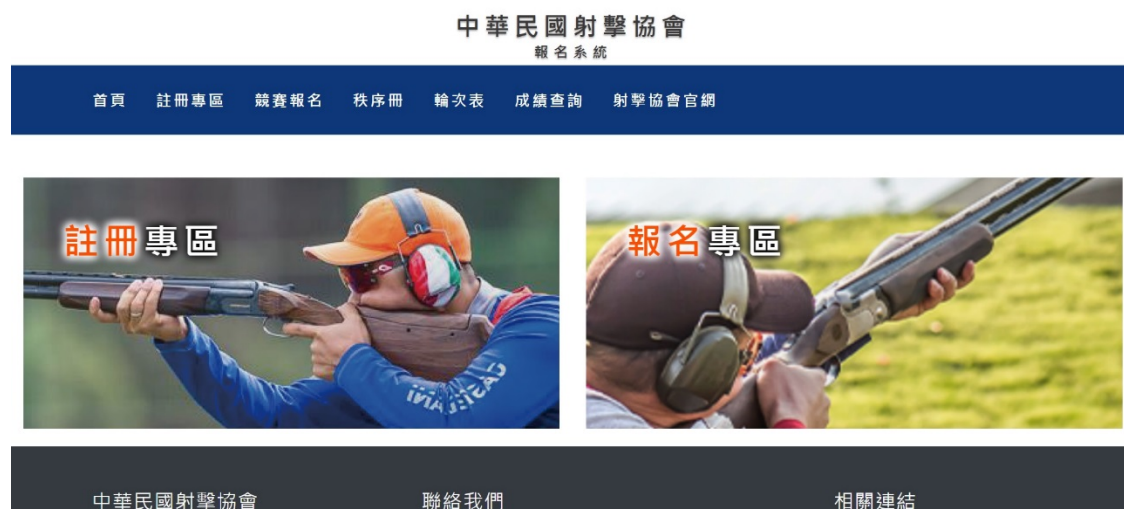 中華民國射擊協會
報名系統
首頁 註冊專區 競賽報名 秩序冊 輪次表 成績查詢 射擊協會官網
註冊專區
報名專區
中華民國射擊協會 聯絡我們 相關連結